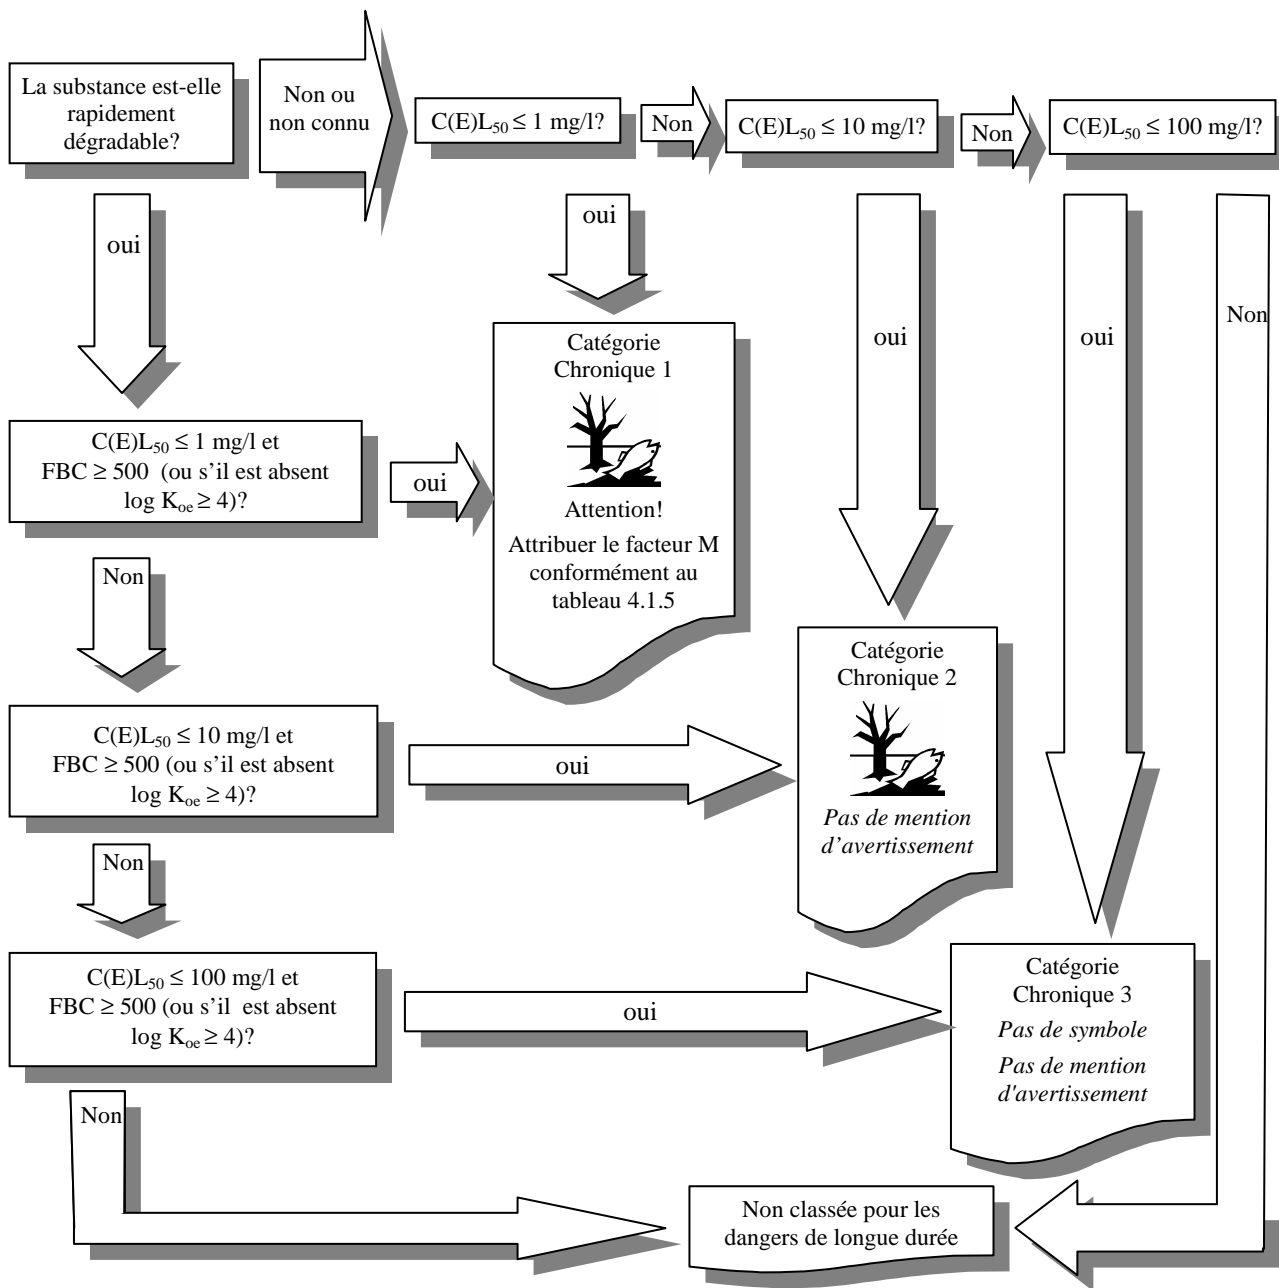 La substance est-elle
rapidement
dégradable?
Non ou
non connu
C(E)L50 ≤ 1 mg/l?
Non
C(E)L50 ≤ 10 mg/l?
Non
C(E)L50 ≤ 100 mg/l?
oui
oui
oui
oui
Non
Catégorie
Chronique 1
Attention!
Attribuer le facteur M
conformément au
tableau 4.1.5
C(E)L50 ≤ 1 mg/l et
FBC ≥ 500 (ou s’il est absent
log Koe ≥ 4)?
oui
Non
Catégorie
Chronique 2
Pas de mention
d’avertissement
C(E)L50 ≤ 10 mg/l et
FBC ≥ 500 (ou s’il est absent
log Koe ≥ 4)?
oui
Non
C(E)L50 ≤ 100 mg/l et
FBC ≥ 500 (ou s’il est absent
log Koe ≥ 4)?
oui
Catégorie
Chronique 3
Pas de symbole
Pas de mention
d'avertissement
Non
Non classée pour les
dangers de longue durée